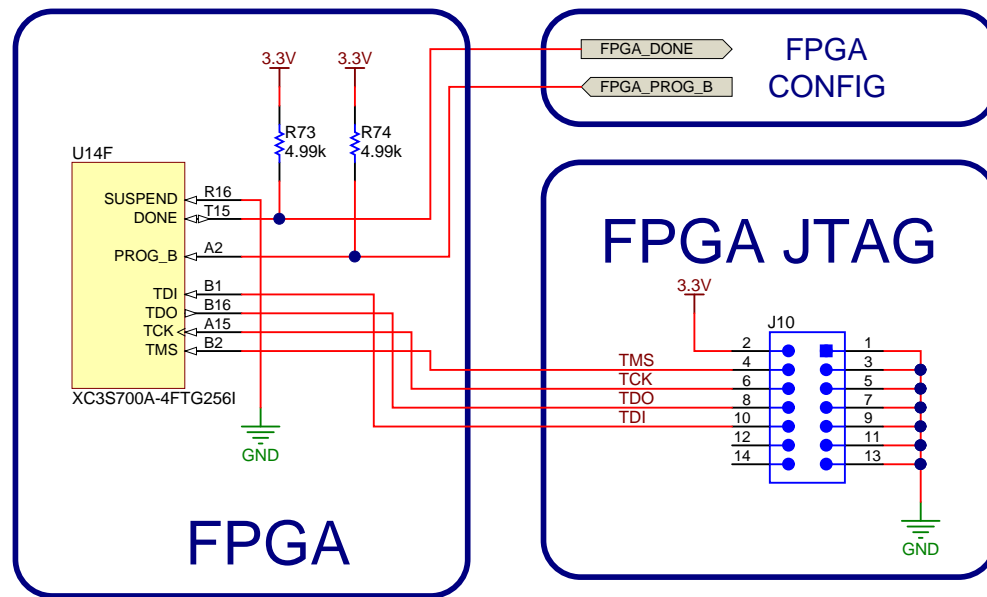 3.3V
3.3V
R73
4.99k
R74
4.99k
U14F
SUSPEND
R16
DONE
T15
PROG_B
A2
TDI
B1
TDO
B16
TCK
A15
TMS
B2
XC3S700A-4FTG256I
GND
FPGA
FPGA_DONE
FPGA_PROG_B
FPGA
CONFIG
FPGA JTAG
3.3V
J10
2
1
TMS
4
3
TCK
6
5
TDO
8
7
TDI
10
9
12
11
14
13
GND